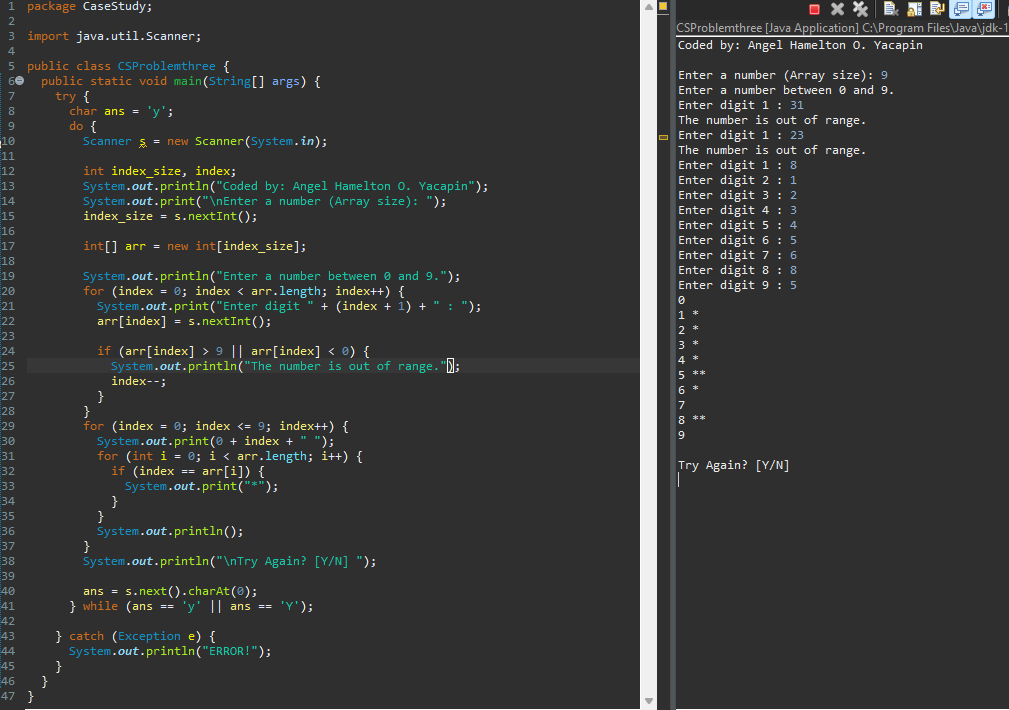 1 package CaseStudy;
2
3 import java.util.Scanner;
4
5 public class CSProblemthree {
6 public static void main(String[] args) {
7 try {
8 char ans = 'y';
9 do {
10 Scanner s = new Scanner(System.in);
11
12 int index_size, index;
13 System.out.println("Coded by: Angel Hamelton O. Yacapin");
14 System.out.print("\nEnter a number (Array size): ");
15 index_size = s.nextInt();
16
17 int[] arr = new int[index_size];
18
19 System.out.println("Enter a number between 0 and 9.");
20 for (index = 0; index < arr.length; index++) {
21 System.out.print("Enter digit " + (index + 1) + " : ");
22 arr[index] = s.nextInt();
23
24 if (arr[index] > 9 || arr[index] < 0) {
25 System.out.println("The number is out of range.");
26 index--;
27 }
28 }
29 for (index = 0; index <= 9; index++) {
30 System.out.print(0 + index + " ");
31 for (int i = 0; i < arr.length; i++) {
32 if (index == arr[i]) {
33 System.out.print("*");
34 }
35 }
36 System.out.println();
37 }
38 System.out.println("\nTry Again? [Y/N] ");
39
40 ans = s.next().charAt(0);
41 } while (ans == 'y' || ans == 'Y');
42
43 } catch (Exception e) {
44 System.out.println("ERROR!");
45 }
46 }
47 }
CSProblemthree [Java Application] C:\Program Files\Java\jdk-1
Coded by: Angel Hamelton O. Yacapin
Enter a number (Array size): 9
Enter a number between 0 and 9.
Enter digit 1 : 31
The number is out of range.
Enter digit 1 : 23
The number is out of range.
Enter digit 1 : 8
Enter digit 2 : 1
Enter digit 3 : 2
Enter digit 4 : 3
Enter digit 5 : 4
Enter digit 6 : 5
Enter digit 7 : 6
Enter digit 8 : 8
Enter digit 9 : 5
0
1 *
2 *
3 *
4 *
5 **
6 *
7
8 **
9
Try Again? [Y/N]